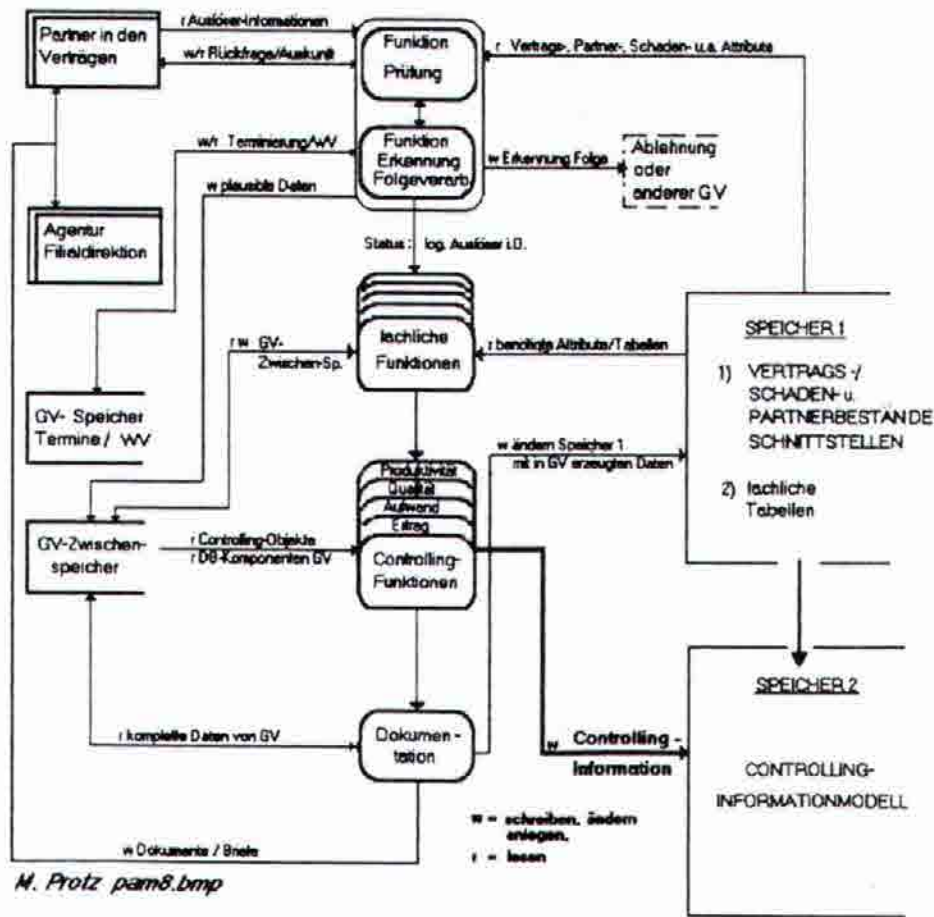 Partner in den
Verträgen
r Auslöser-Informationen
w/r Rückfrage/Auskunft
Funktion
Prüfung
r Vertrags-, Partner-, Schaden- u.a. Attribute
w/r Terminierung/WV
Funktion
Erkennung
Folgeverarb.
w Erkennung Folge
Ablehnung
oder
anderer GV
w plausible Daten
Agentur
Filialdirektion
Status : log. Auslöser i.O.
fachliche
Funktionen
r benötigte Attribute/Tabellen
r w GV-
Zwischen-Sp.
SPEICHER 1
1) VERTRAGS-/
SCHADEN- u.
PARTNERBESTÄNDE
SCHNITTSTELLEN
2) fachliche
Tabellen
GV- Speicher
Termine / WV
w ändern Speicher 1
mit in GV erzeugten Daten
Produktivität
Qualität
Aufwand
Ertrag
Controlling-
Funktionen
GV-Zwischen-
speicher
r Controlling-Objekte
r DB-Komponenten GV
SPEICHER 2
CONTROLLING-
INFORMATIONMODELL
r komplette Daten von GV
Dokumen-
tation
w Controlling -
Information
w = schreiben, ändern
anlegen,
r = lesen
w Dokumente / Briefe
M. Protz pam8.bmp